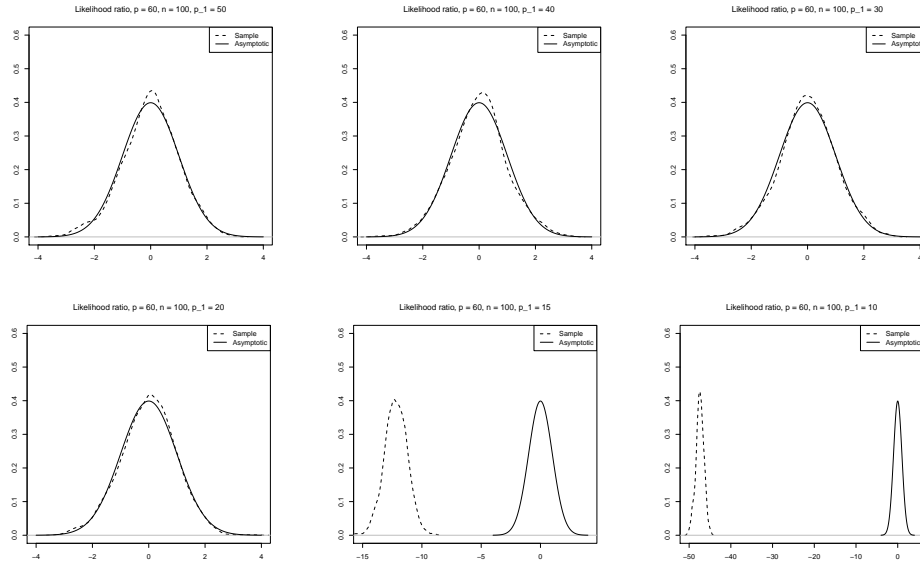 Likelihood ratio, p = 60, n = 100, p_1 = 50
0.0 0.1 0.2 0.3 0.4 0.5 0.6
Sample
Asymptotic
−4 −2 0 2 4
Likelihood ratio, p = 60, n = 100, p_1 = 40
0.0 0.1 0.2 0.3 0.4 0.5 0.6
Sample
Asymptotic
−4 −2 0 2 4
Likelihood ratio, p = 60, n = 100, p_1 = 30
0.0 0.1 0.2 0.3 0.4 0.5 0.6
Sample
Asymptotic
−4 −2 0 2 4
Likelihood ratio, p = 60, n = 100, p_1 = 20
0.0 0.1 0.2 0.3 0.4 0.5 0.6
Sample
Asymptotic
−4 −2 0 2 4
Likelihood ratio, p = 60, n = 100, p_1 = 15
0.0 0.1 0.2 0.3 0.4 0.5 0.6
Sample
Asymptotic
−15 −10 −5 0
Likelihood ratio, p = 60, n = 100, p_1 = 10
0.0 0.1 0.2 0.3 0.4 0.5 0.6
Sample
Asymptotic
−50 −40 −30 −20 −10 0